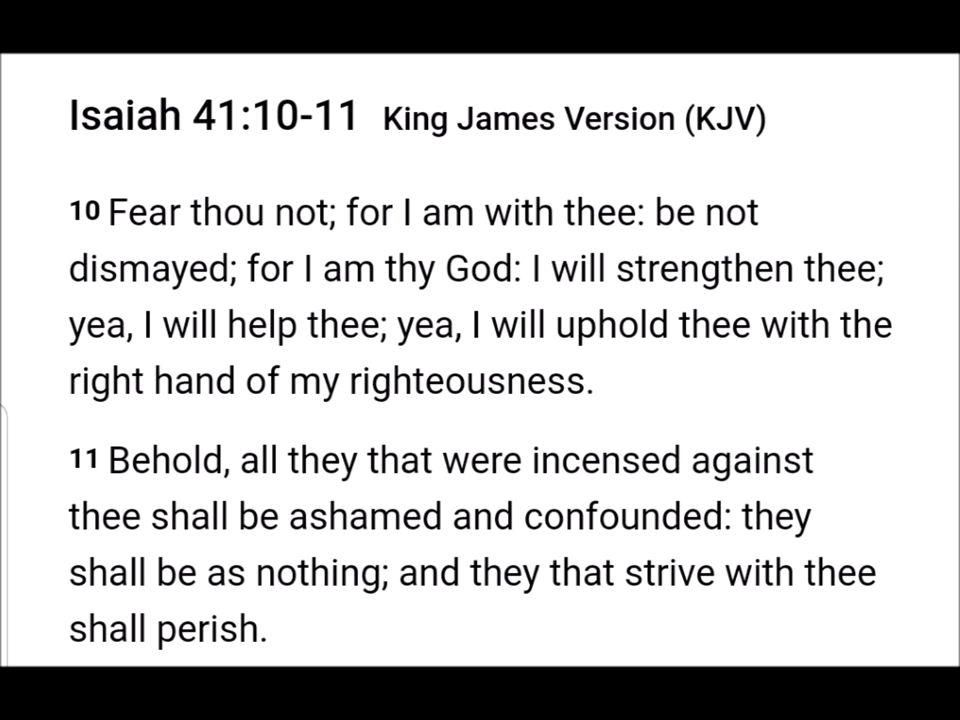 Isaiah 41:10-11 King James Version (KJV)
10 Fear thou not; for I am with thee: be not
dismayed; for I am thy God: I will strengthen thee;
yea, I will help thee; yea, I will uphold thee with the
right hand of my righteousness.
11 Behold, all they that were incensed against
thee shall be ashamed and confounded: they
shall be as nothing; and they that strive with thee
shall perish.